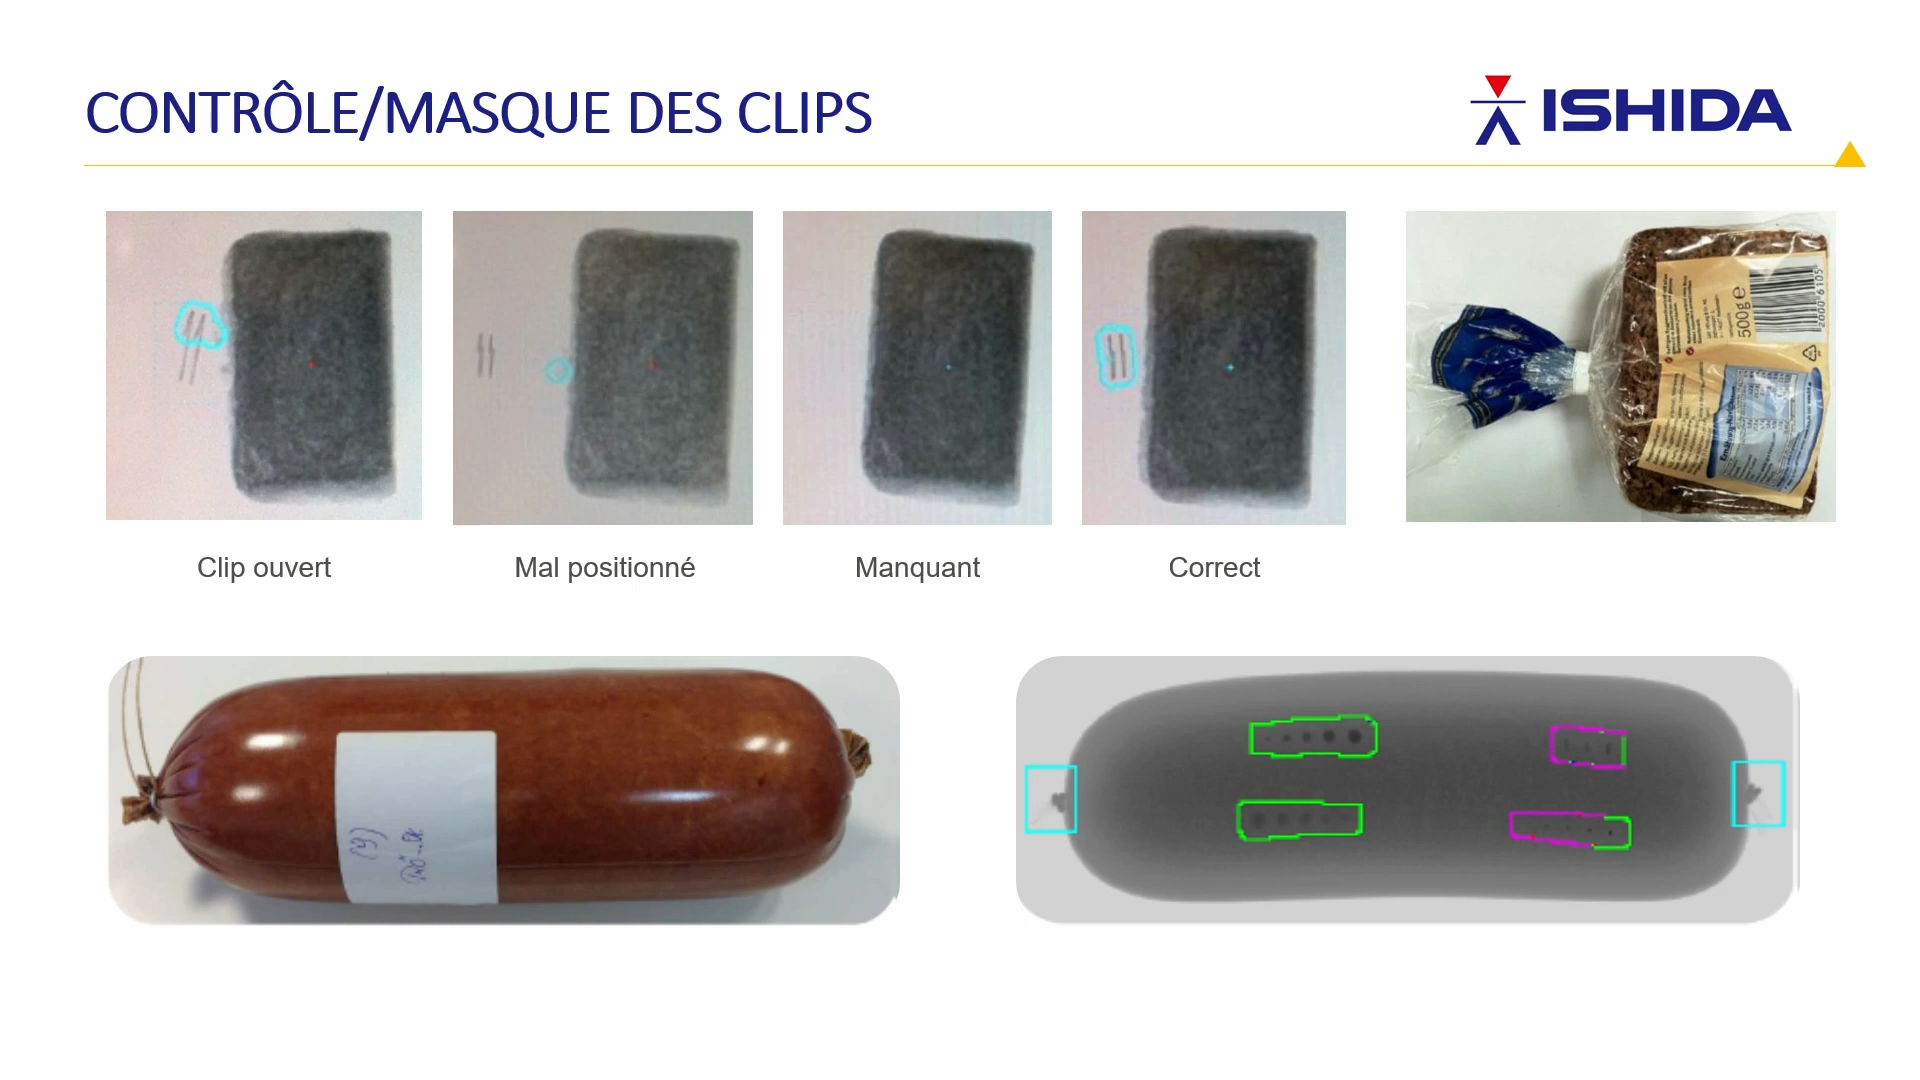 CONTRÔLE/MASQUE DES CLIPS
ISHIDA
500g e
Clip ouvert
Mal positionné
Manquant
Correct